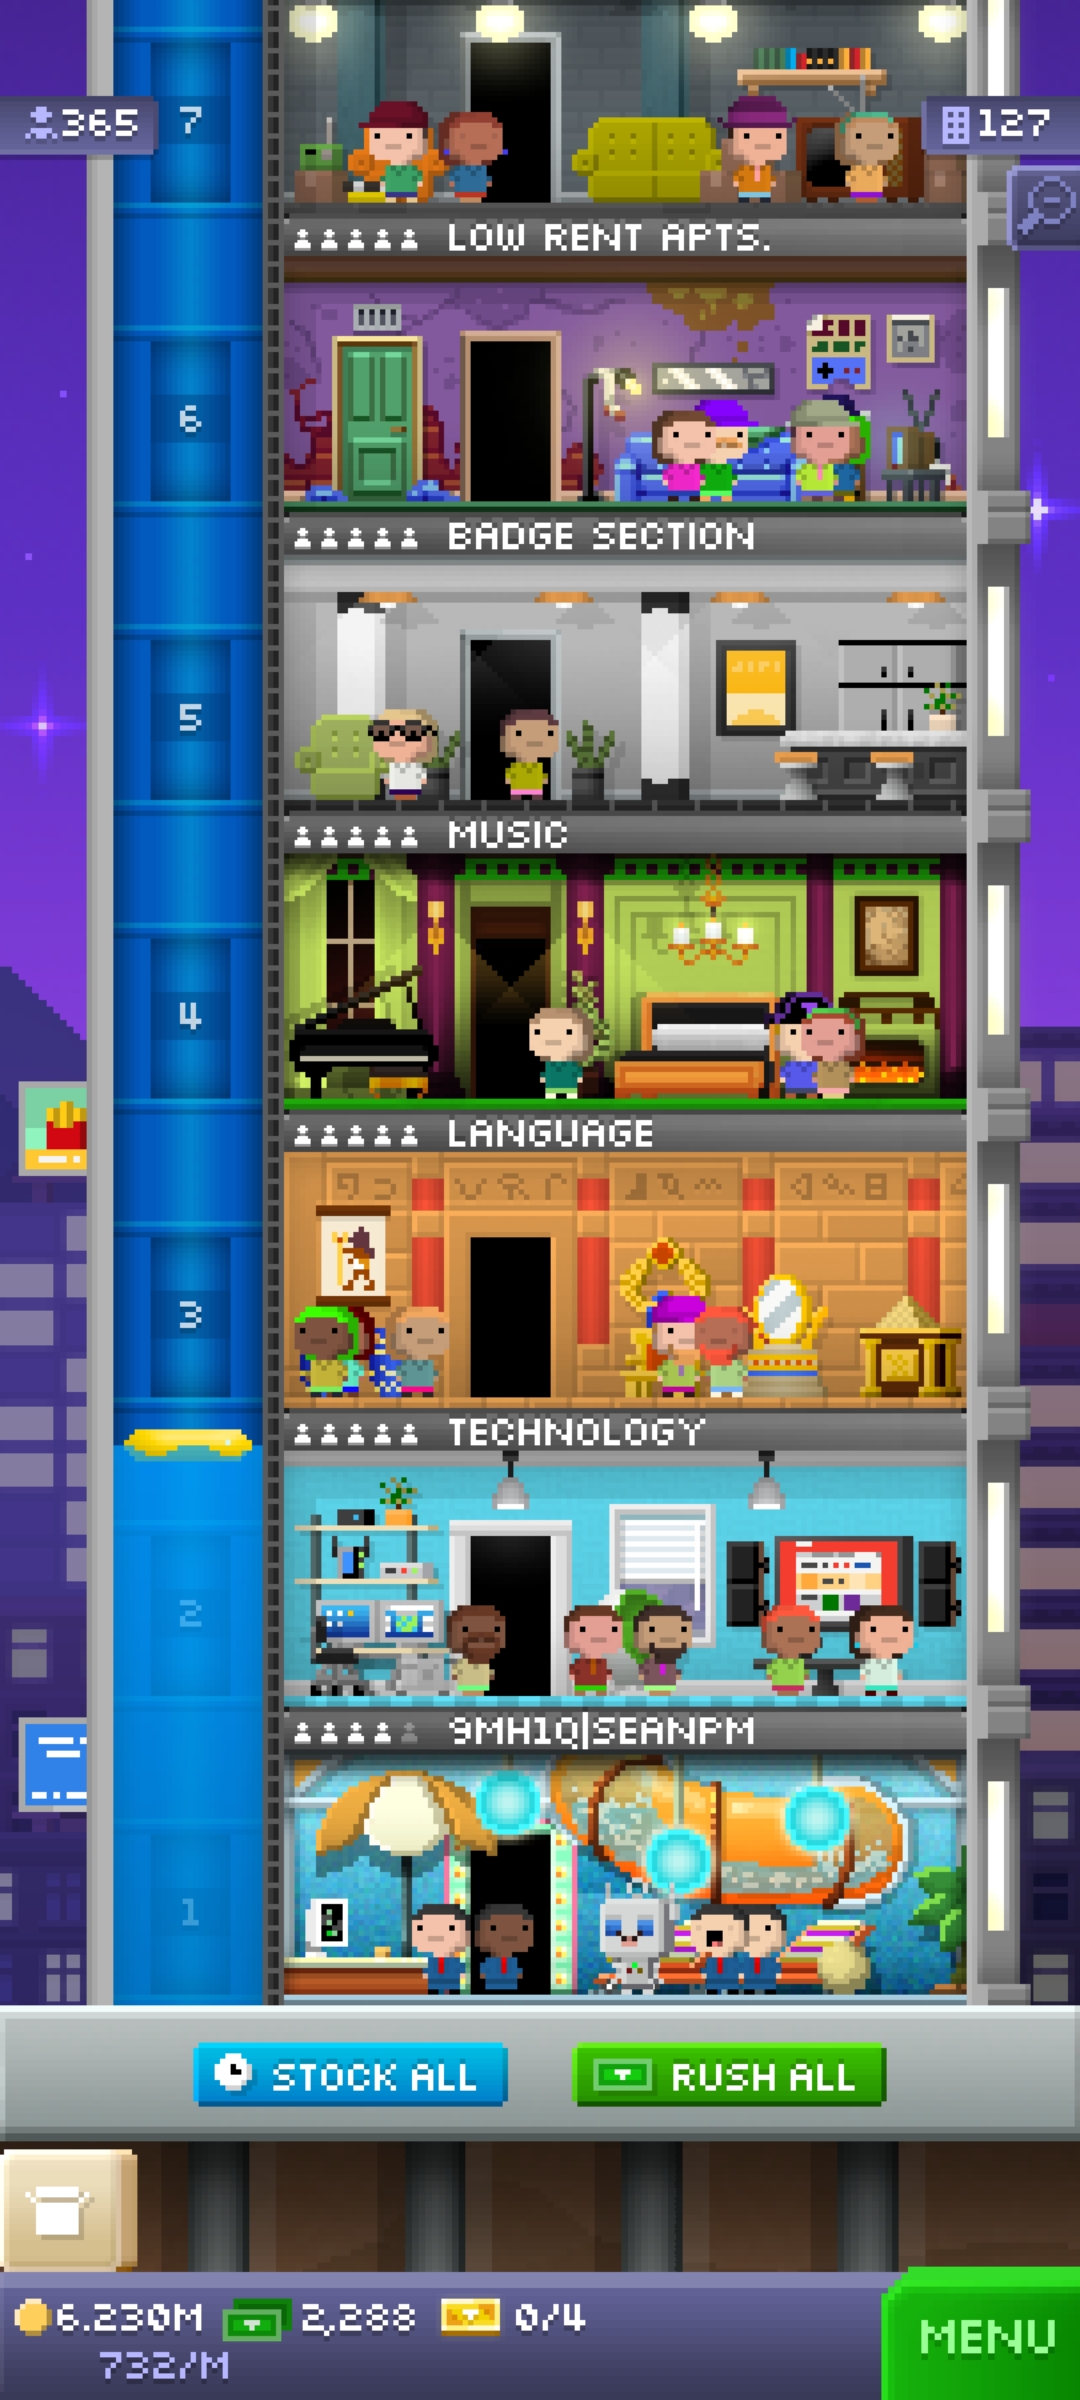 365
7
127
LOW RENT APTS.
6
BADGE SECTION
5
MUSIC
4
LANGUAGE
3
TECHNOLOGY
2
9MH1Q|SEANPM
1
STOCK ALL
RUSH ALL
6.230M
2,288
0/4
732/M
MENU